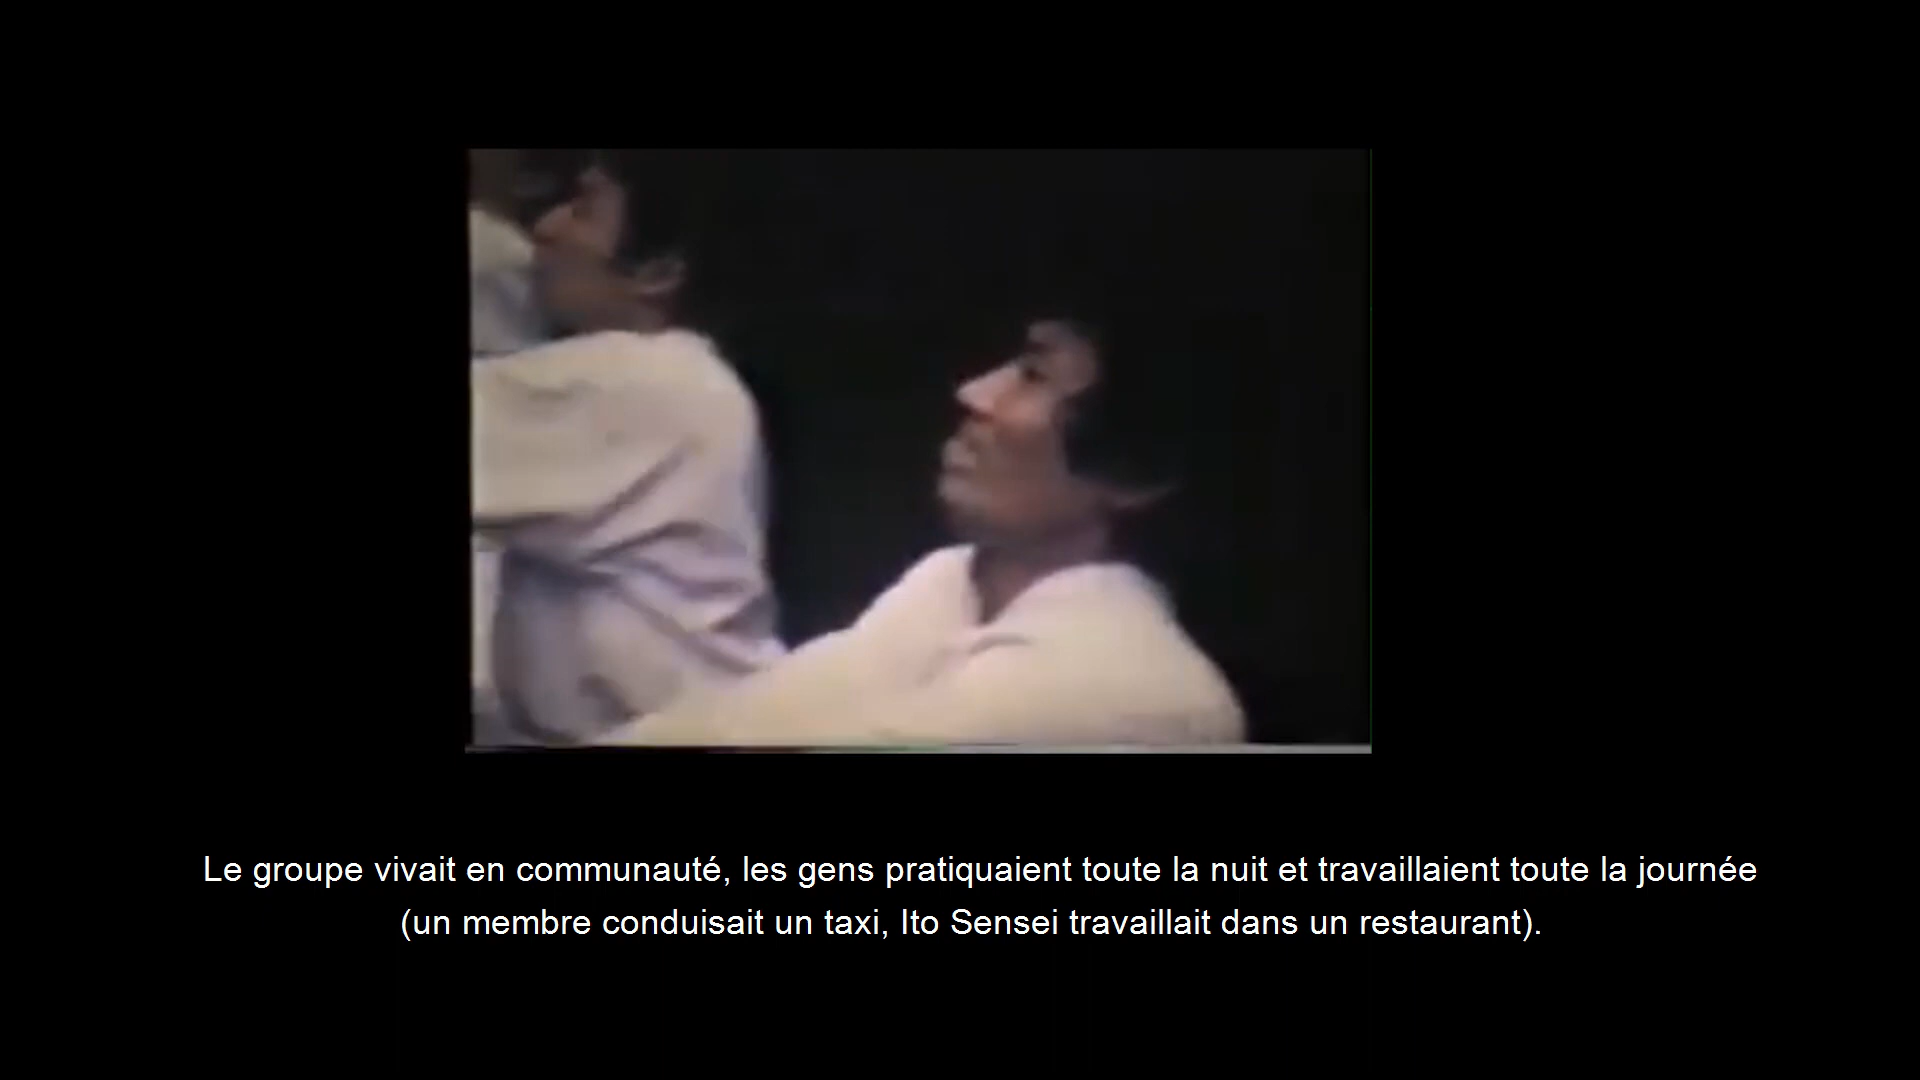 Le groupe vivait en communauté, les gens pratiquaient toute la nuit et travaillaient toute la journée
(un membre conduisait un taxi, Ito Sensei travaillait dans un restaurant).